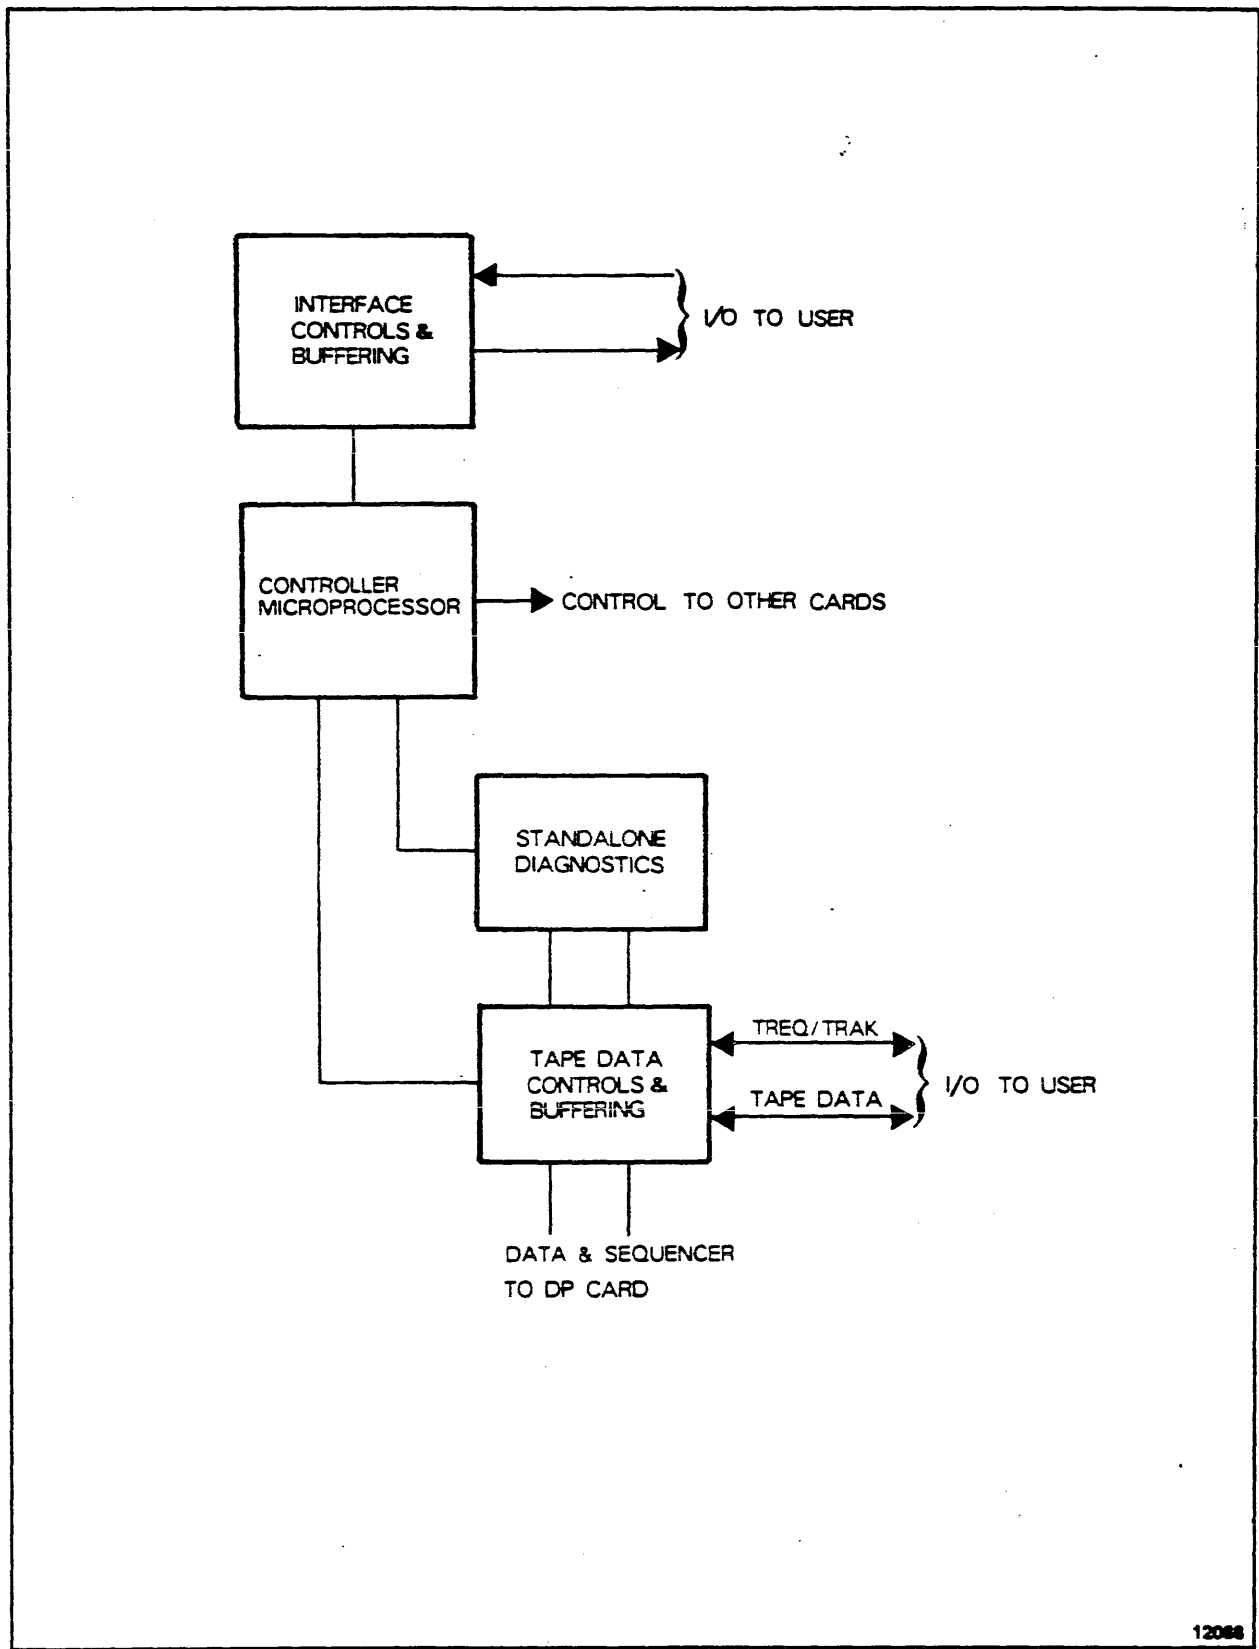 INTERFACE
CONTROLS &
BUFFERING
I/O TO USER
CONTROLLER
MICROPROCESSOR
CONTROL TO OTHER CARDS
STANDALONE
DIAGNOSTICS
TAPE DATA
CONTROLS &
BUFFERING
TREQ/TRAK
TAPE DATA
I/O TO USER
DATA & SEQUENCER
TO DP CARD